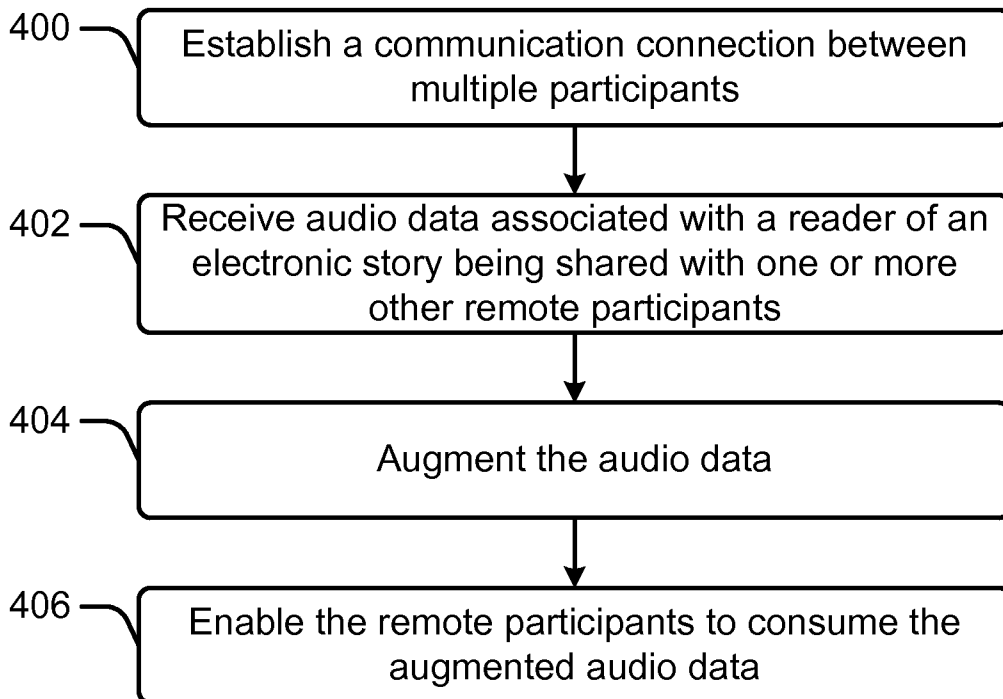 400
Establish a communication connection between
multiple participants
402
Receive audio data associated with a reader of an
electronic story being shared with one or more
other remote participants
404
Augment the audio data
406
Enable the remote participants to consume the
augmented audio data